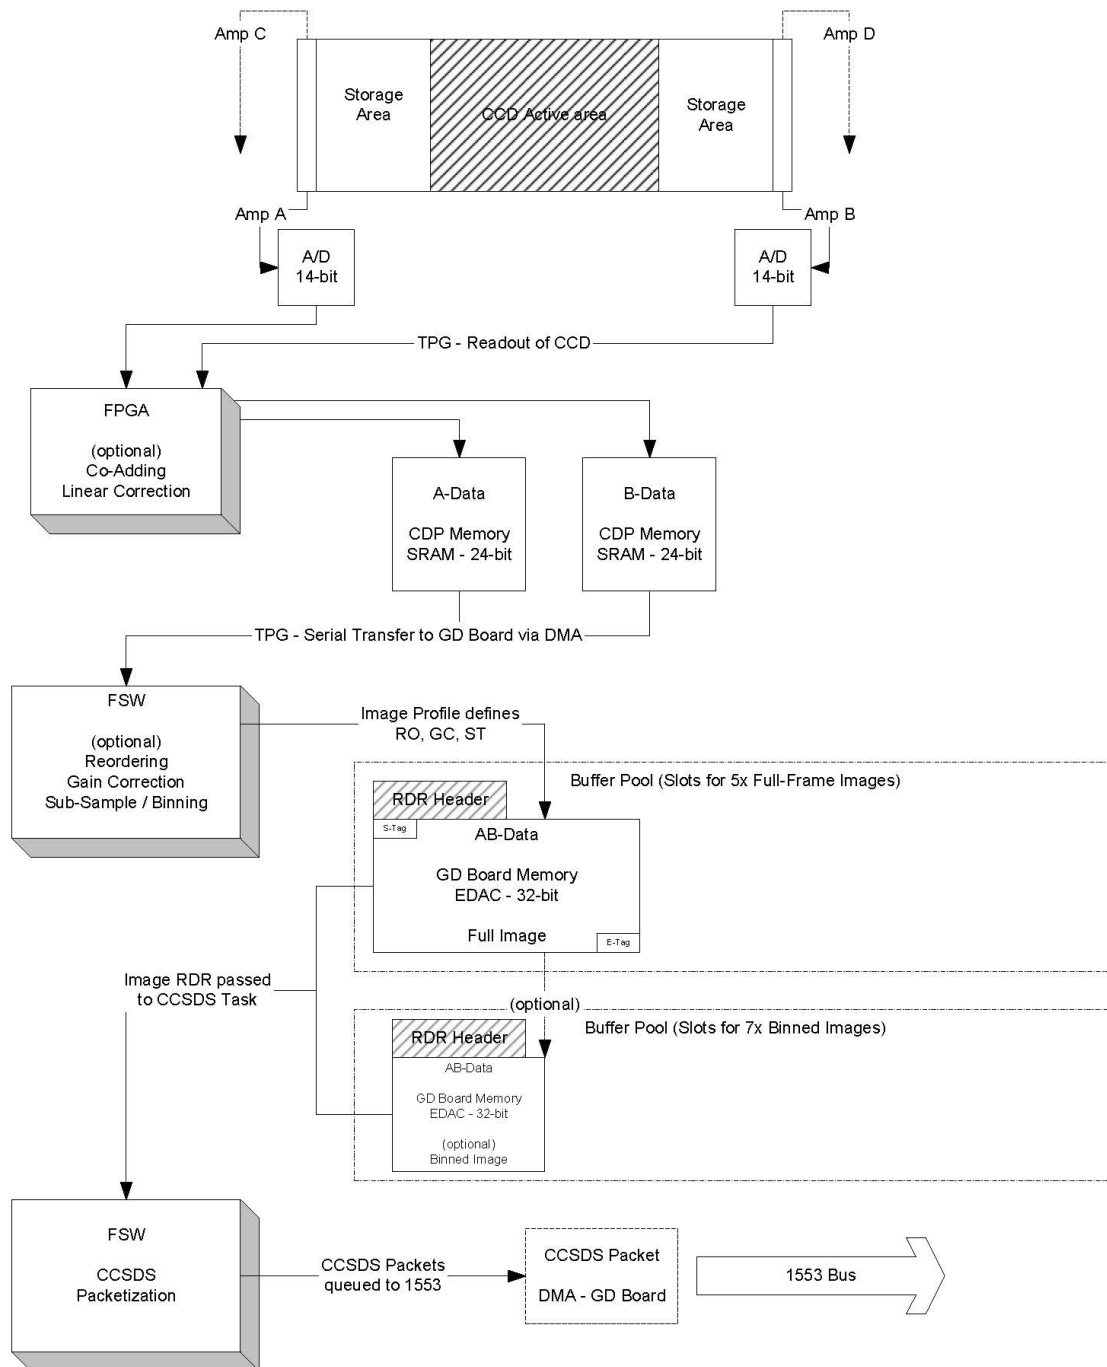 Amp C
Amp D
Storage
Area
CCD Active area
Storage
Area
Amp A
Amp B
A/D
14-bit
A/D
14-bit
TPG - Readout of CCD
FPGA
(optional)
Co-Adding
Linear Correction
A-Data
CDP Memory
SRAM - 24-bit
B-Data
CDP Memory
SRAM - 24-bit
TPG - Serial Transfer to GD Board via DMA
FSW
(optional)
Reordering
Gain Correction
Sub-Sample / Binning
Image Profile defines
RO, GC, ST
Buffer Pool (Slots for 5x Full-Frame Images)
RDR Header
S-Tag
AB-Data
GD Board Memory
EDAC - 32-bit
Full Image
E-Tag
Image RDR passed
to CCSDS Task
(optional)
Buffer Pool (Slots for 7x Binned Images)
RDR Header
AB-Data
GD Board Memory
EDAC - 32-bit
(optional)
Binned Image
FSW
CCSDS
Packetization
CCSDS Packets
queued to 1553
CCSDS Packet
DMA - GD Board
1553 Bus